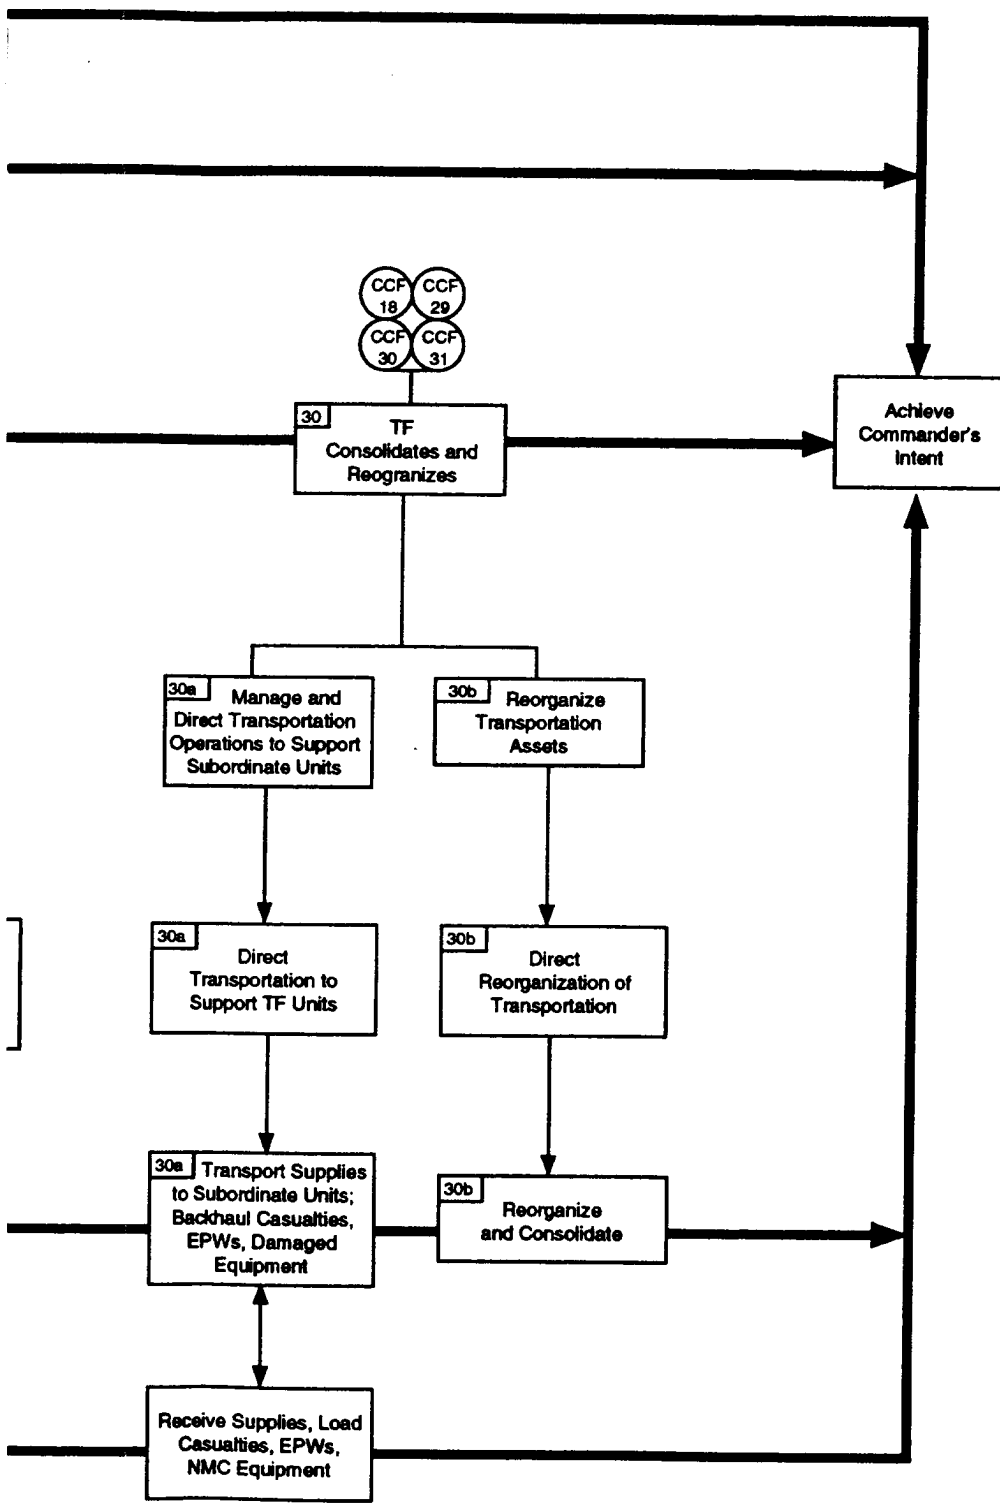 CCF
18
CCF
29
CCF
30
CCF
31
30
TF
Consolidates and
Reogranizes
Achieve
Commander's
Intent
30a
Manage and
Direct Transportation
Operations to Support
Subordinate Units
30b
Reorganize
Transportation
Assets
30a
Direct
Transportation to
Support TF Units
30b
Direct
Reorganization of
Transportation
30a
Transport Supplies
to Subordinate Units;
Backhaul Casualties,
EPWs, Damaged
Equipment
30b
Reorganize
and Consolidate
Receive Supplies, Load
Casualties, EPWs,
NMC Equipment